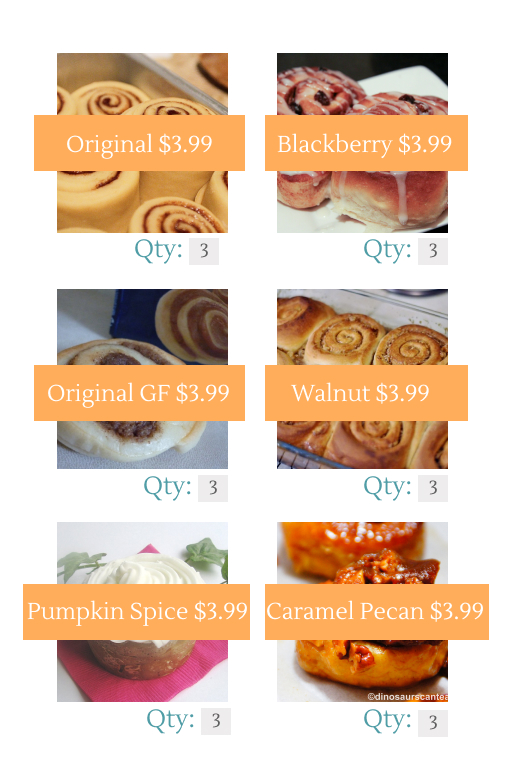 Original $3.99
Blackberry $3.99
Qty: 3
Qty: 3
Original GF $3.99
Walnut $3.99
Qty: 3
Qty: 3
Pumpkin Spice $3.99
Caramel Pecan $3.99
©dinosaurscantea
Qty: 3
Qty: 3